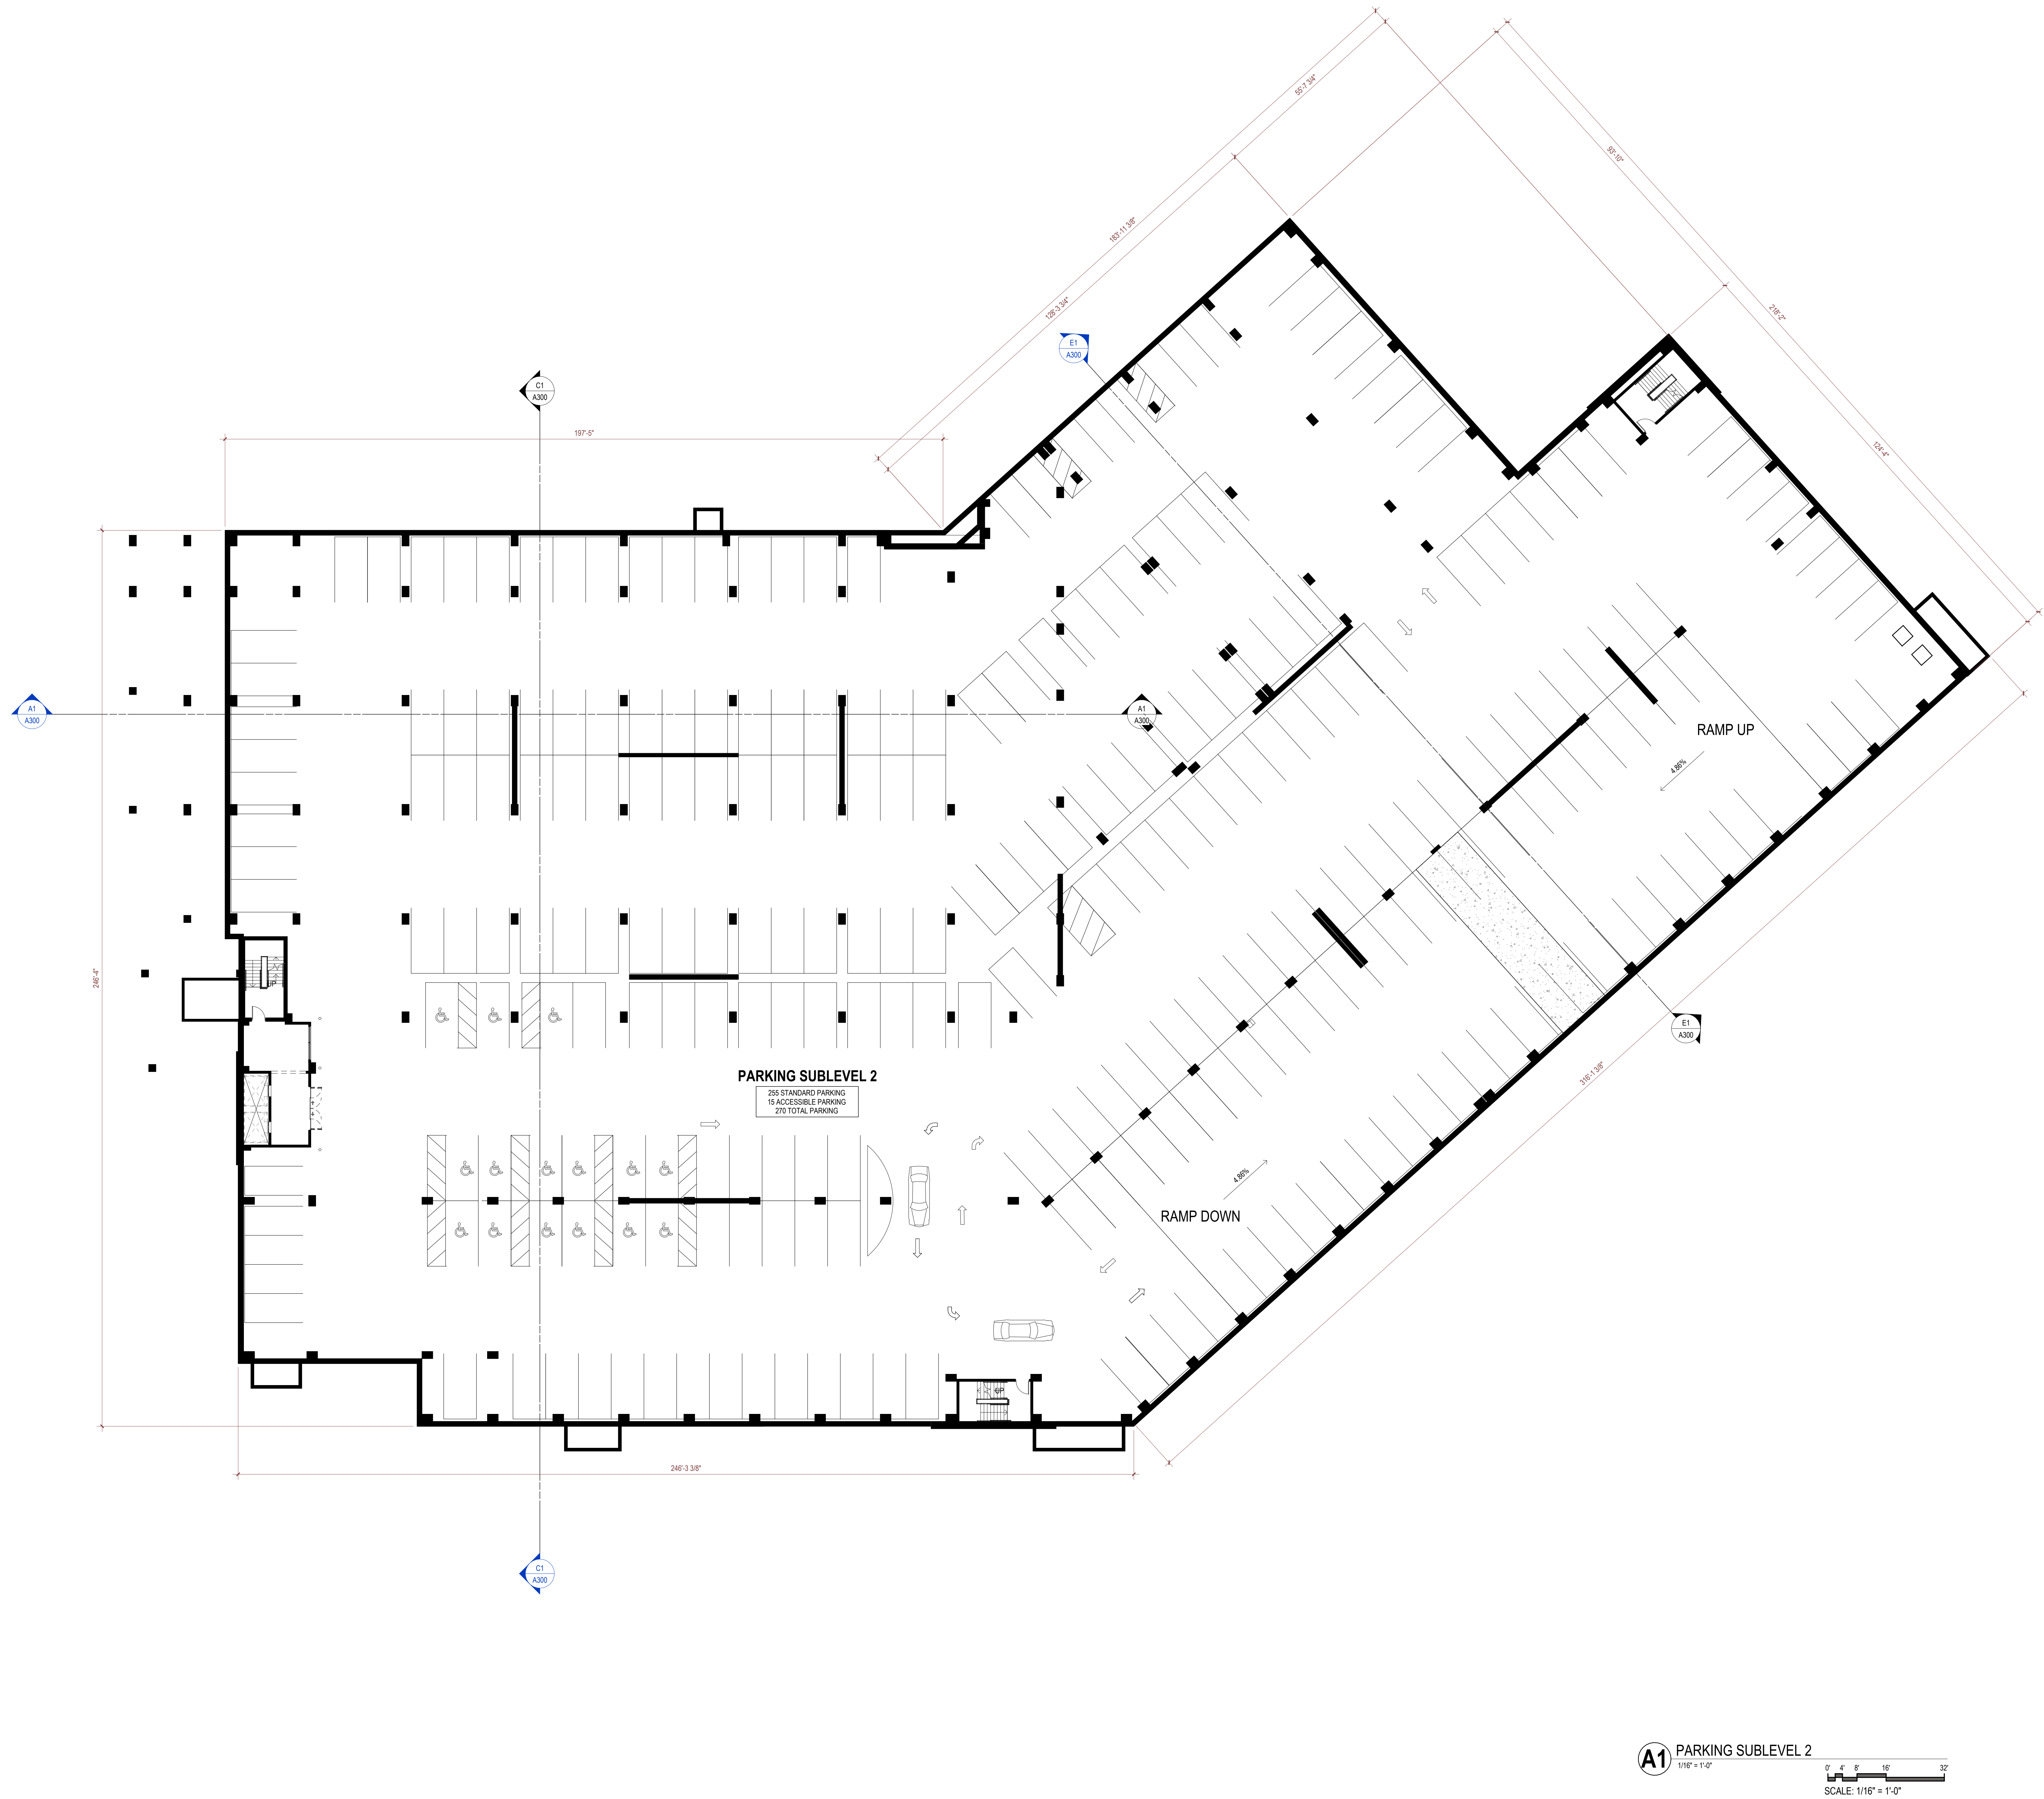 55'-7 3/4"
93'-10"
183'-11 3/8"
128'-3 3/4"
218'-2"
E1
A300
C1
A300
197'-5"
124'-4"
A1
A300
A1
A300
RAMP UP
4.86%
246'-4"
UP
E1
A300
316'-1 3/8"
PARKING SUBLEVEL 2
255 STANDARD PARKING
15 ACCESSIBLE PARKING
270 TOTAL PARKING
4.86%
RAMP DOWN
UP
246'-3 3/8"
C1
A300
A1
PARKING SUBLEVEL 2
1/16" = 1'-0"
0' 4' 8' 16' 32'
SCALE: 1/16" = 1'-0"